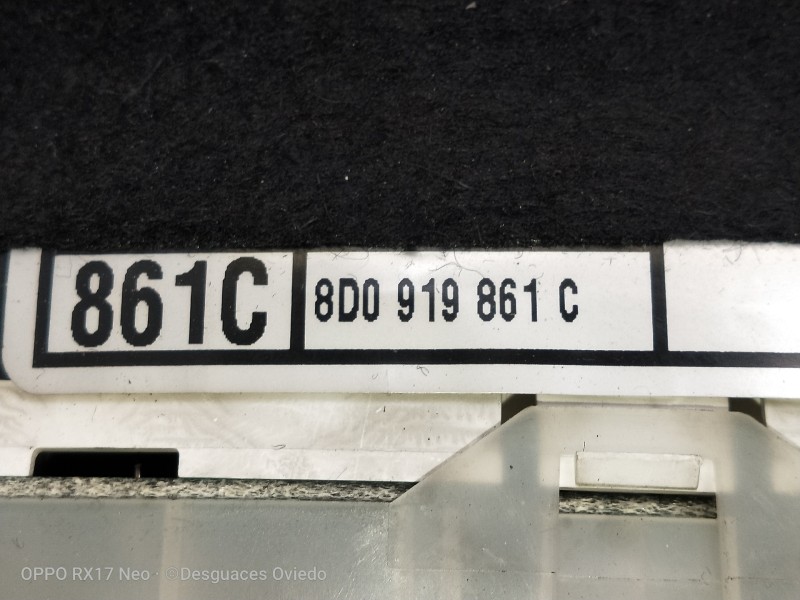 861C 8D0 919 861 C
OPPO RX17 Neo · ©Desguaces Oviedo